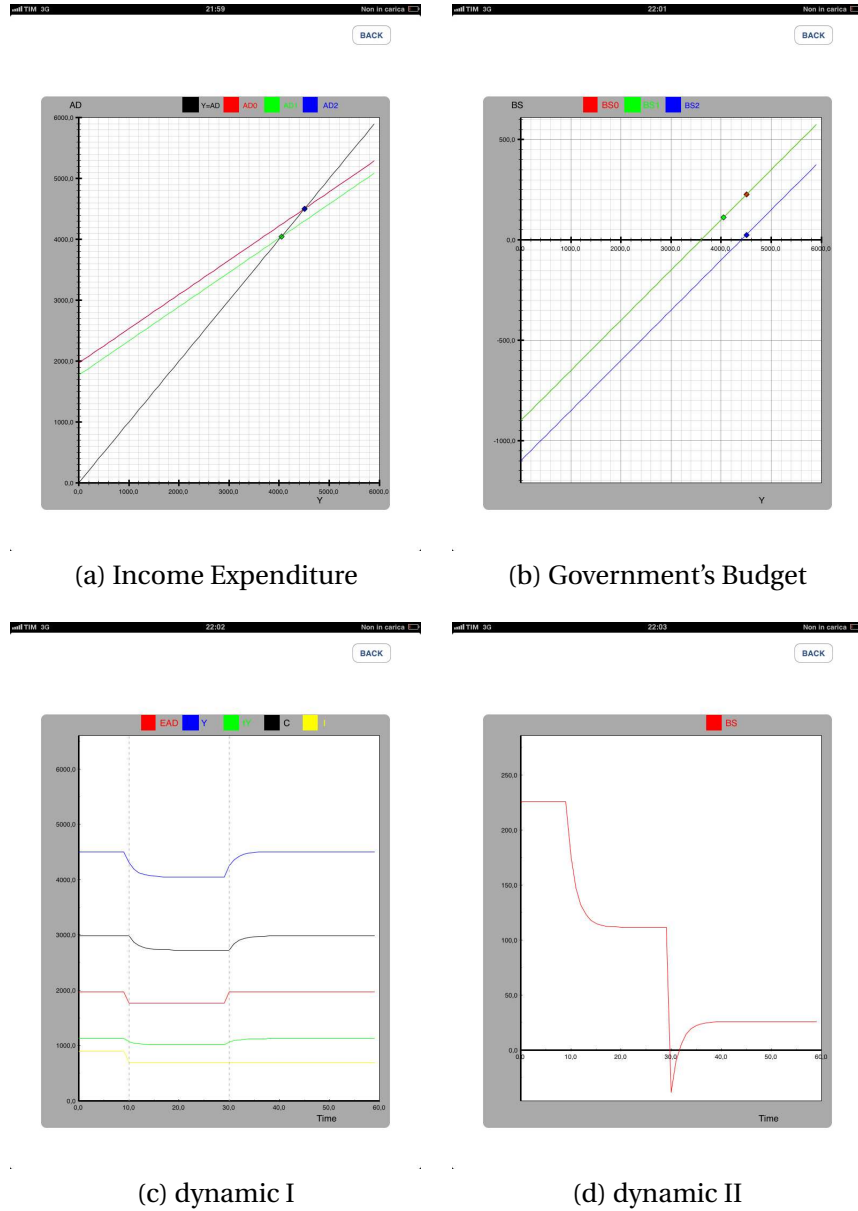 TIM 3G 21:59 Non in carica
BACK
AD Y=AD AD0 AD1 AD2
6000,0
5000,0
4000,0
3000,0
2000,0
1000,0
0,0
0,0 1000,0 2000,0 3000,0 4000,0 5000,0 6000,0
Y
(a) Income Expenditure
TIM 3G 22:01 Non in carica
BACK
BS BS0 BS1 BS2
500,0
0,0
0,0 1000,0 2000,0 3000,0 4000,0 5000,0 6000,0
-500,0
-1000,0
Y
(b) Government's Budget
TIM 3G 22:02 Non in carica
BACK
EAD Y C I
6000,0
5000,0
4000,0
3000,0
2000,0
1000,0
0,0
0,0 10,0 20,0 30,0 40,0 50,0 60,0
Time
(c) dynamic I
TIM 3G 22:03 Non in carica
BACK
BS
250,0
200,0
150,0
100,0
50,0
0,0
0,0 10,0 20,0 30,0 40,0 50,0 60,0
Time
(d) dynamic II